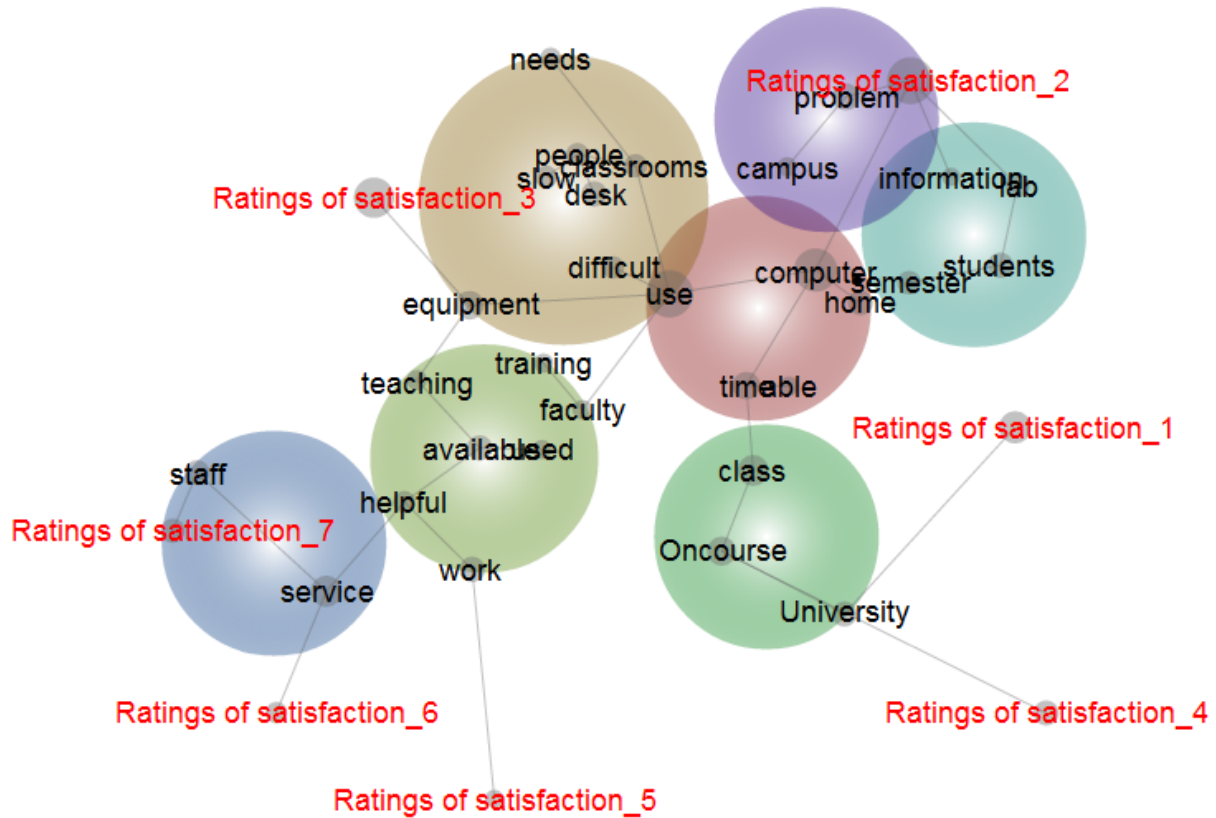 needs
Ratings of satisfaction_2
problem
people
classrooms
campus
slow
information
lab
desk
Ratings of satisfaction_3
difficult
computer
students
semester
use
home
equipment
training
teaching
time
able
faculty
Ratings of satisfaction_1
available
used
staff
class
helpful
Ratings of satisfaction_7
Oncourse
work
service
University
Ratings of satisfaction_6
Ratings of satisfaction_4
Ratings of satisfaction_5